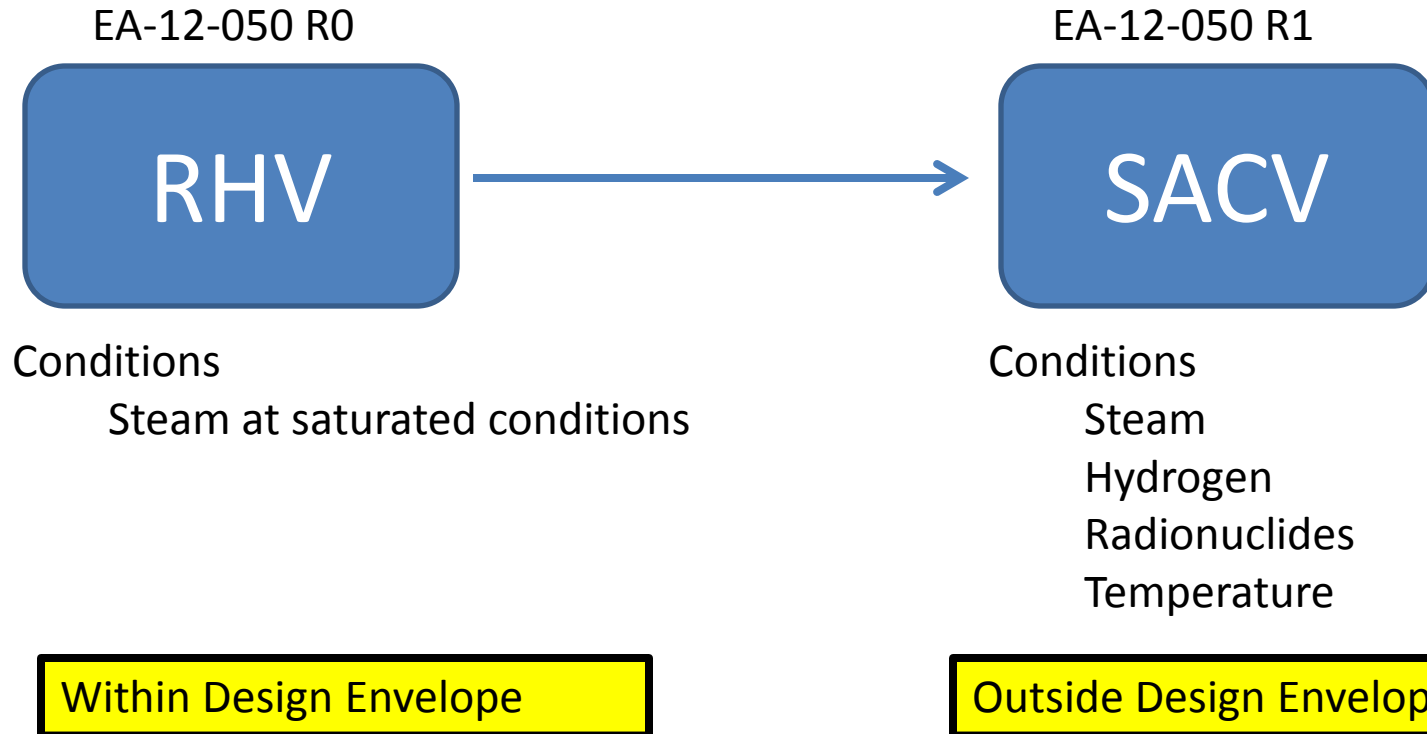 EA-12-050 R0
RHV
Conditions
Steam at saturated conditions
Within Design Envelope
EA-12-050 R1
SACV
Conditions
Steam
Hydrogen
Radionuclides
Temperature
Outside Design Envelop